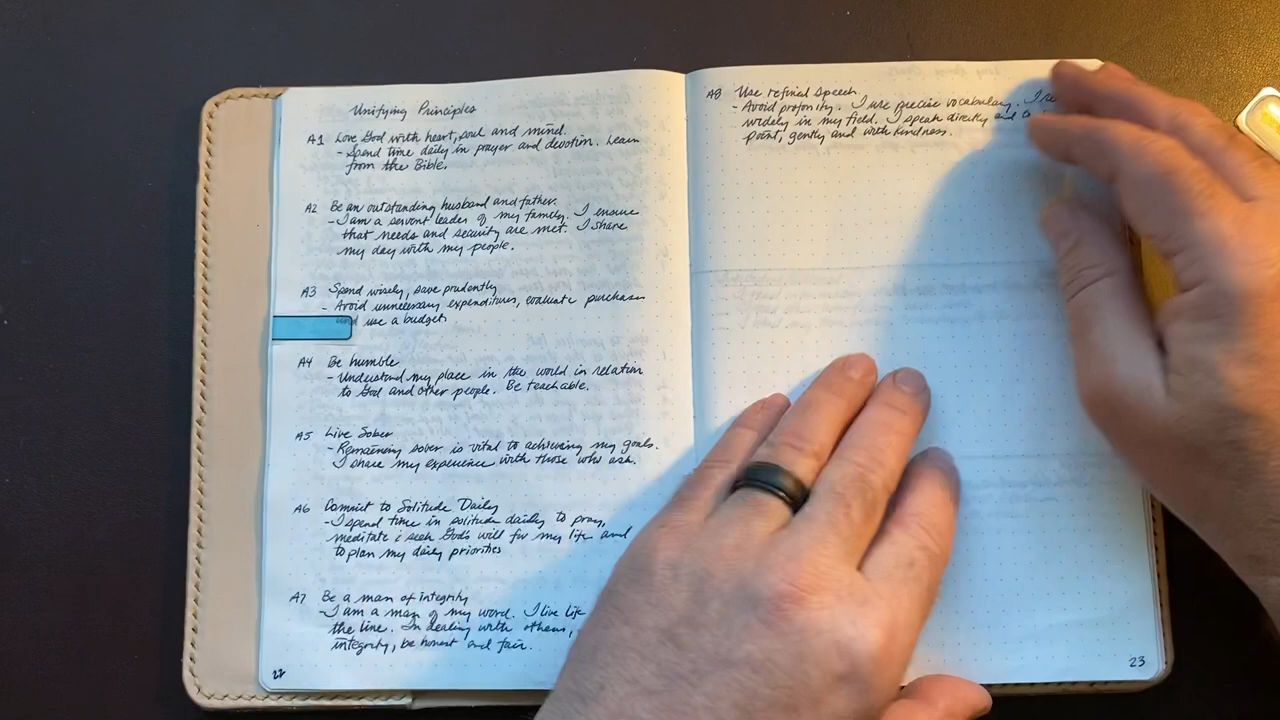 Unifying Principles
A1 Love God with heart, soul and mind.
- Spend time daily in prayer and devotion. Learn
from the Bible.
A2 Be an outstanding husband and father.
- I am a servent leader of my family. I ensure
that needs and security are met. I share
my day with my people.
A3 Spend wisely, save prudently
- Avoid unnecessary expenditures, evaluate purchases
use a budget.
A4 Be humble
- Understand my place in the world in relation
to God and other people. Be teachable.
A5 Live Sober
- Remaining sober is vital to achieving my goals.
I share my experience with those who ask.
A6 Commit to Solitude Daily
- I spend time in solitude daily to pray,
meditate & seek God's will for my life and
to plan my daily priorities
A7 Be a man of integrity
- I am a man of my word. I live life
the line. In dealing with others,
integrity, be honest and fair.
22
A8 Use refined speech.
- Avoid profanity. I use precise vocabulary. I
widely in my field. I speak directly and
point, gently and with kindness.
23